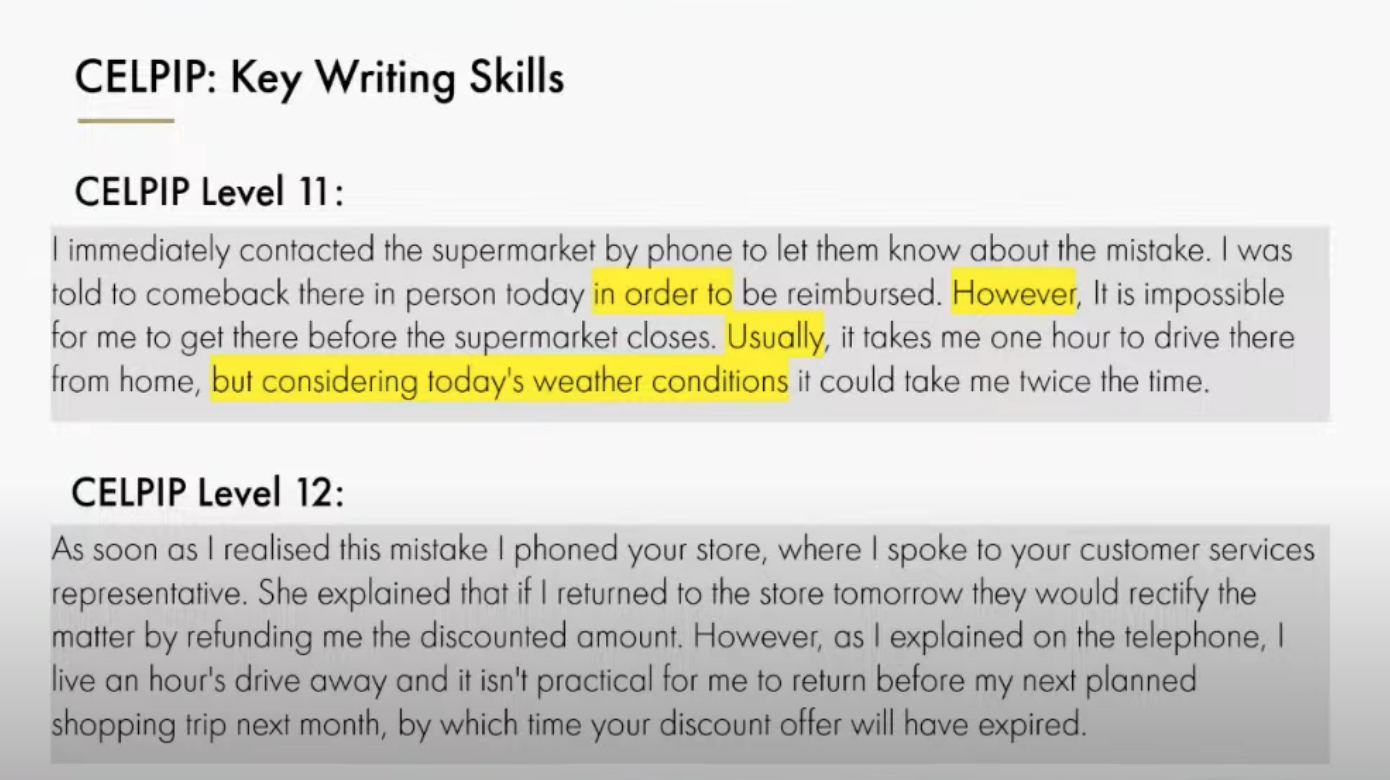 CELPIP: Key Writing Skills
CELPIP Level 11:
I immediately contacted the supermarket by phone to let them know about the mistake. I was
told to comeback there in person today in order to be reimbursed. However, It is impossible
for me to get there before the supermarket closes. Usually, it takes me one hour to drive there
from home, but considering today's weather conditions it could take me twice the time.
CELPIP Level 12:
As soon as I realised this mistake I phoned your store, where I spoke to your customer services
representative. She explained that if I returned to the store tomorrow they would rectify the
matter by refunding me the discounted amount. However, as I explained on the telephone, I
live an hour's drive away and it isn't practical for me to return before my next planned
shopping trip next month, by which time your discount offer will have expired.